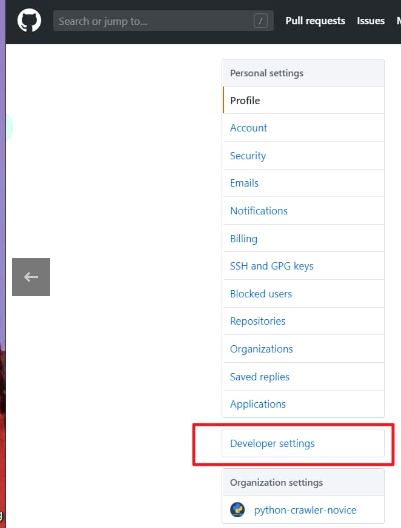 Search or jump to...
/
Pull requests
Issues
Personal settings
Profile
Account
Security
Emails
Notifications
Billing
SSH and GPG keys
Blocked users
Repositories
Organizations
Saved replies
Applications
Developer settings
Organization settings
python-crawler-novice